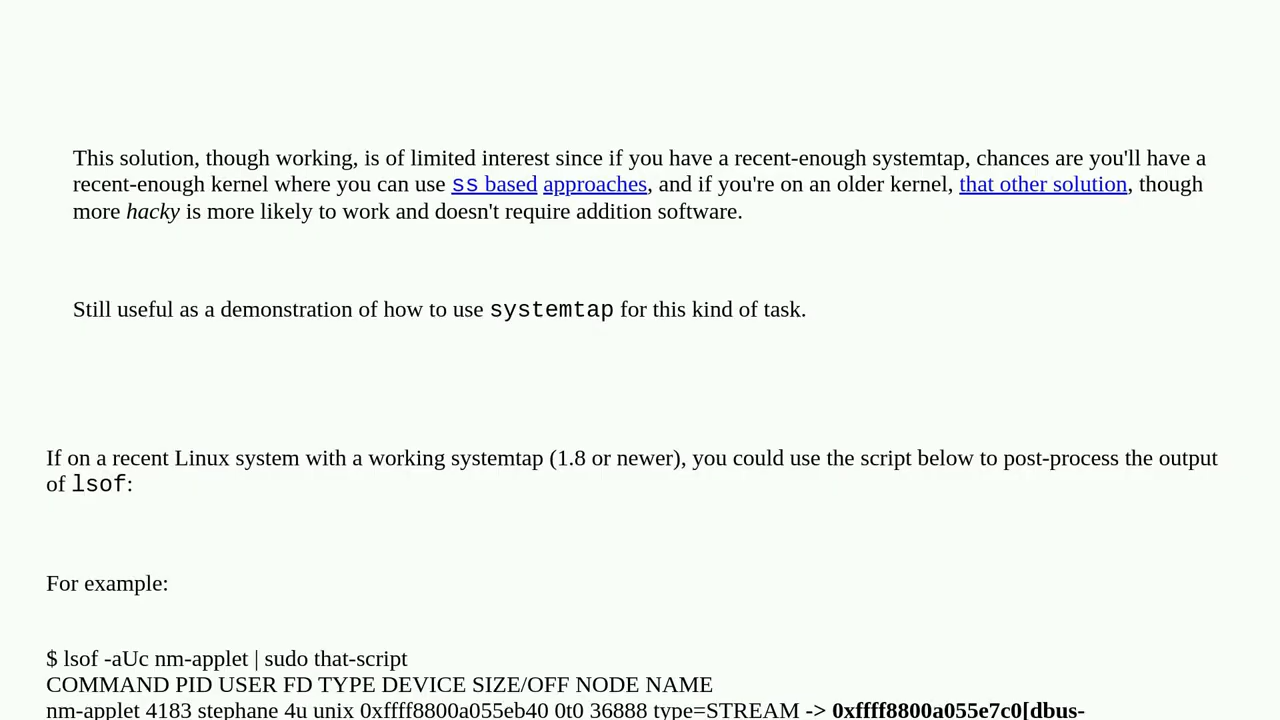 This solution, though working, is of limited interest since if you have a recent-enough systemtap, chances are you'll have a
recent-enough kernel where you can use ss based approaches, and if you're on an older kernel, that other solution, though
more hacky is more likely to work and doesn't require addition software.
Still useful as a demonstration of how to use systemtap for this kind of task.
If on a recent Linux system with a working systemtap (1.8 or newer), you could use the script below to post-process the output
of lsof:
For example:
$ lsof -aUc nm-applet | sudo that-script
COMMAND PID USER FD TYPE DEVICE SIZE/OFF NODE NAME
nm-applet 4183 stephane 4u unix 0xffff8800a055eb40 0t0 36888 type=STREAM -> 0xffff8800a055e7c0[dbus-